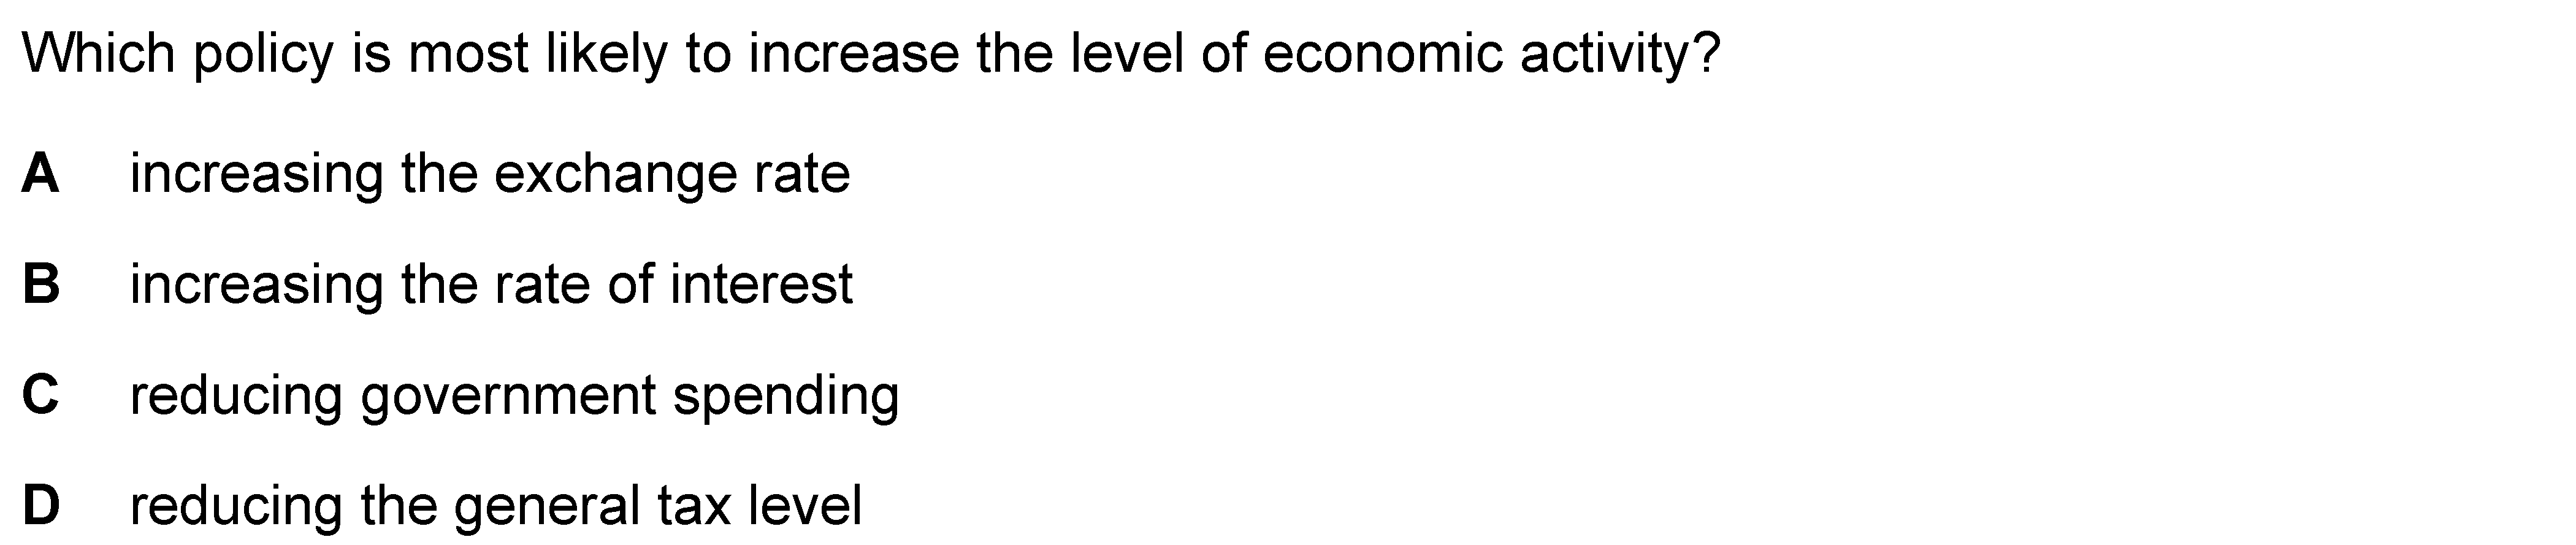 Which policy is most likely to increase the level of economic activity?
A increasing the exchange rate
B increasing the rate of interest
C reducing government spending
D reducing the general tax level